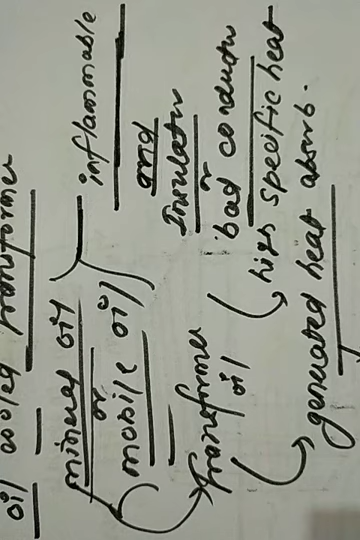 oil cooled transformer
mineral oil
or
mobile oil
inflammable
and
Insulator
or
bad conductor
transformer
oil
high specific heat
generated heat absorb.